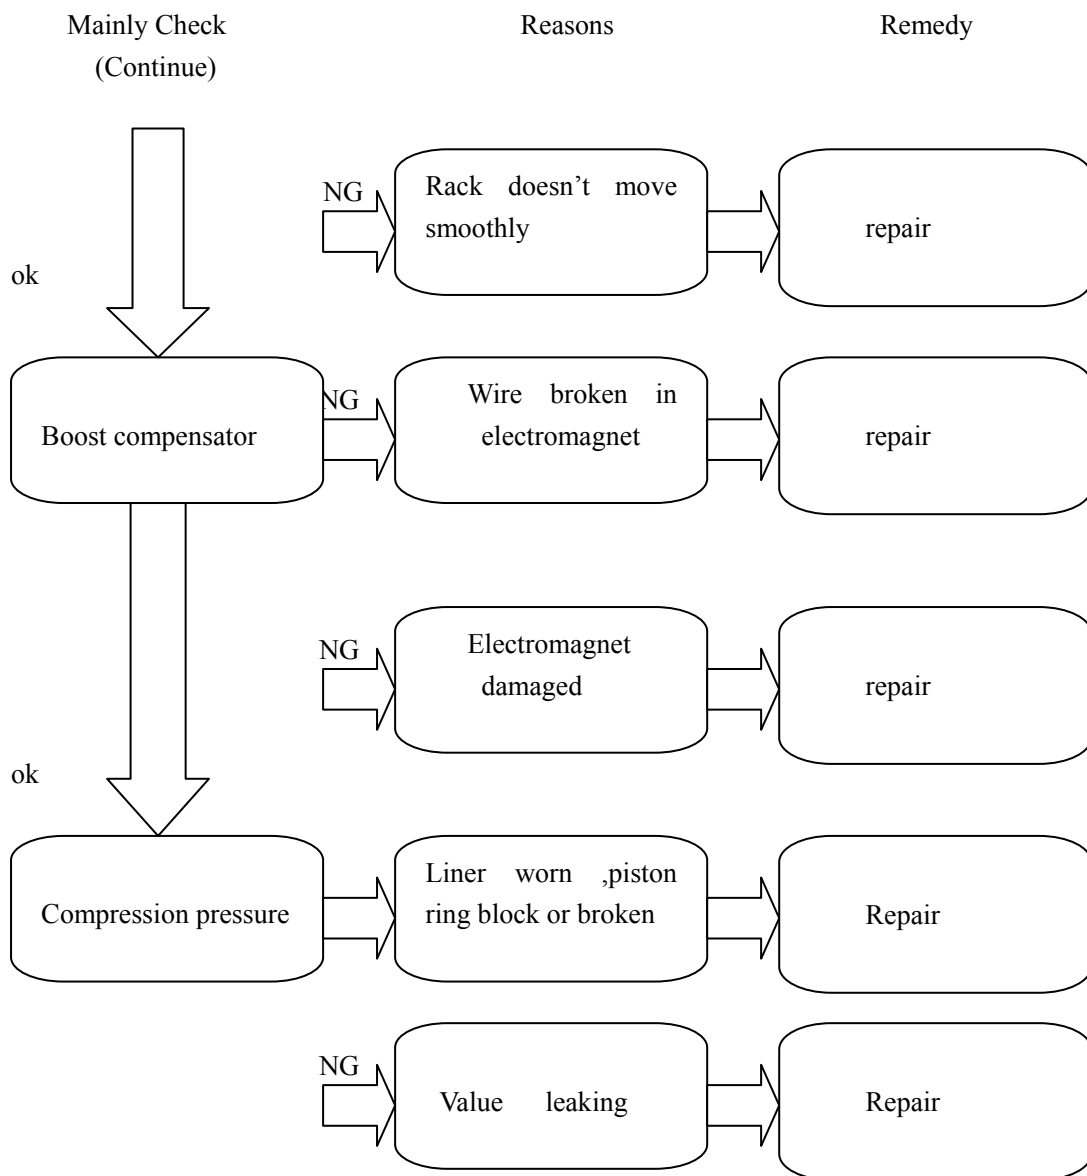 Mainly Check
(Continue)
Reasons
Remedy
NG
Rack doesn’t move
smoothly
repair
ok
NG
Boost compensator
Wire broken in
electromagnet
repair
NG
Electromagnet
damaged
repair
ok
Compression pressure
Liner worn ,piston
ring block or broken
Repair
NG
Value leaking
Repair